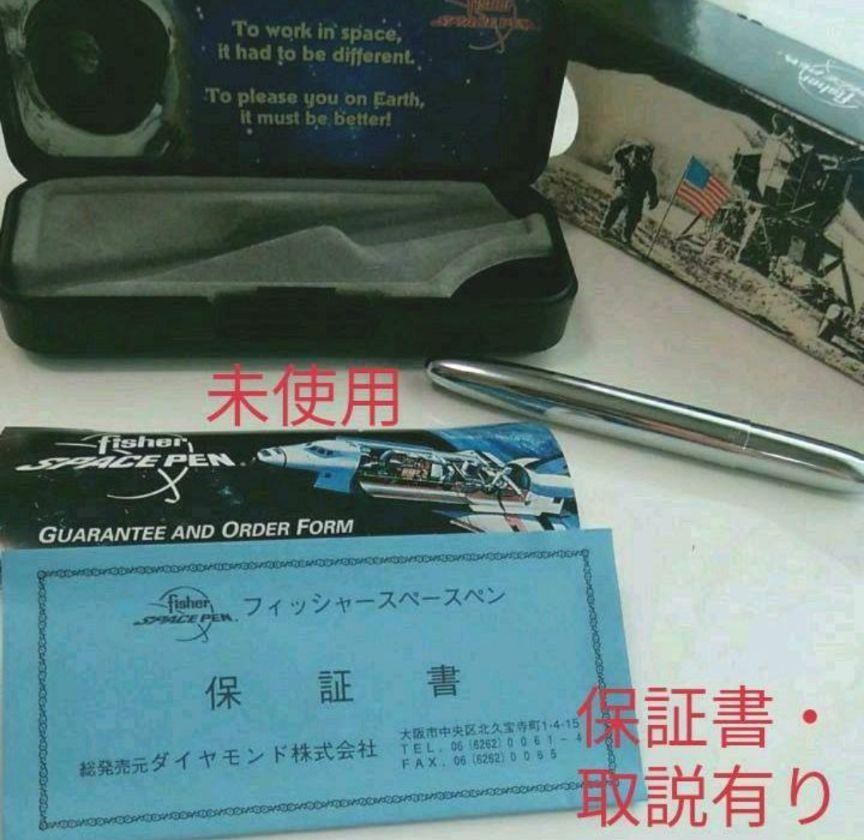 To work in space,
it had to be different.
To please you on Earth,
it must be better!
fisher
SPACE PEN
fisher
SPACE PEN
未使用
fisher
SPACE PEN.
GUARANTEE AND ORDER FORM
fisher
SPACE PEN.
フィッシャースペースペン
保証書
総発売元ダイヤモンド株式会社
大阪市中央区北久宝寺町1-4-15
TEL. 06(6262)0061-4
FAX. 06(6262)0065
保証書・
取説有り